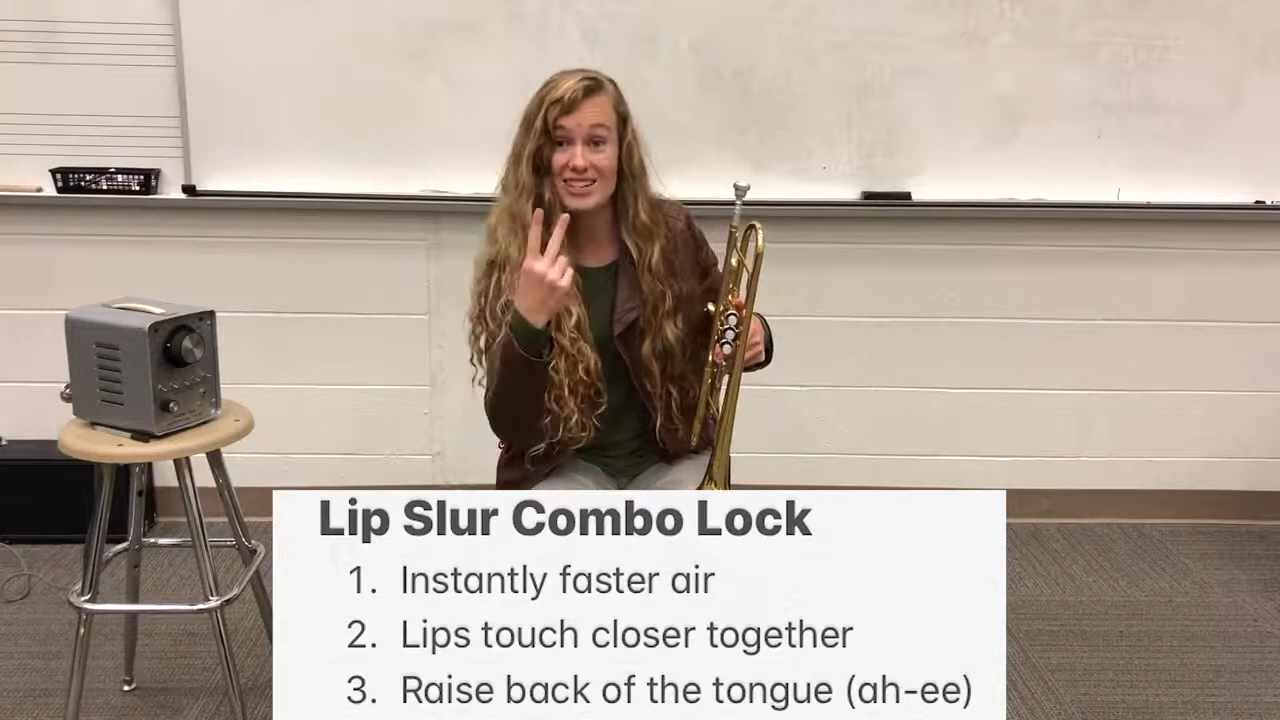 Lip Slur Combo Lock
1. Instantly faster air
2. Lips touch closer together
3. Raise back of the tongue (ah-ee)